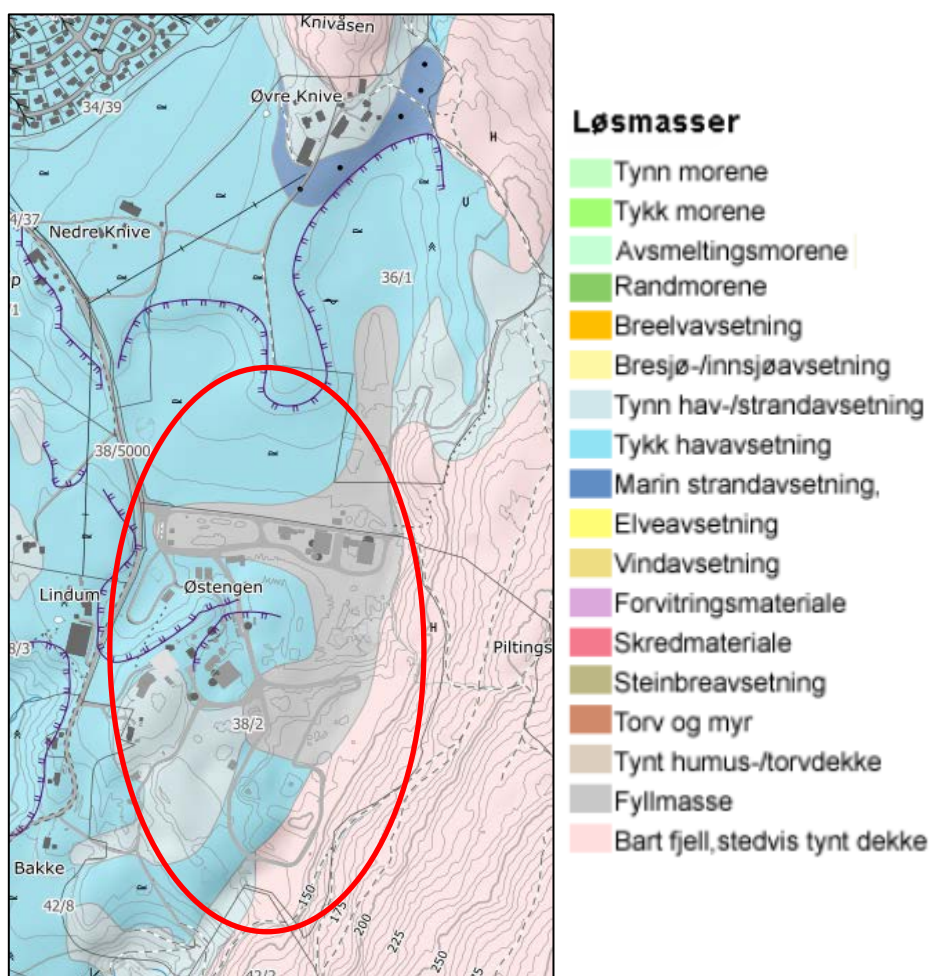 Knivåsen
Øvre Knive
34/39
H
4/37
Nedre Knive
U
36/1
38/5000
Østengen
Lindum
H
Piltings
38/2
Bakke
42/8
150
175
200
225
250
Løsmasser
Tynn morene
Tykk morene
Avsmeltingsmorene
Randmorene
Breelvavsetning
Bresjø-/innsjøavsetning
Tynn hav-/strandavsetning
Tykk havavsetning
Marin strandavsetning,
Elveavsetning
Vindavsetning
Forvitringsmateriale
Skredmateriale
Steinbreavsetning
Torv og myr
Tynt humus-/torvdekke
Fyllmasse
Bart fjell,stedvis tynt dekke